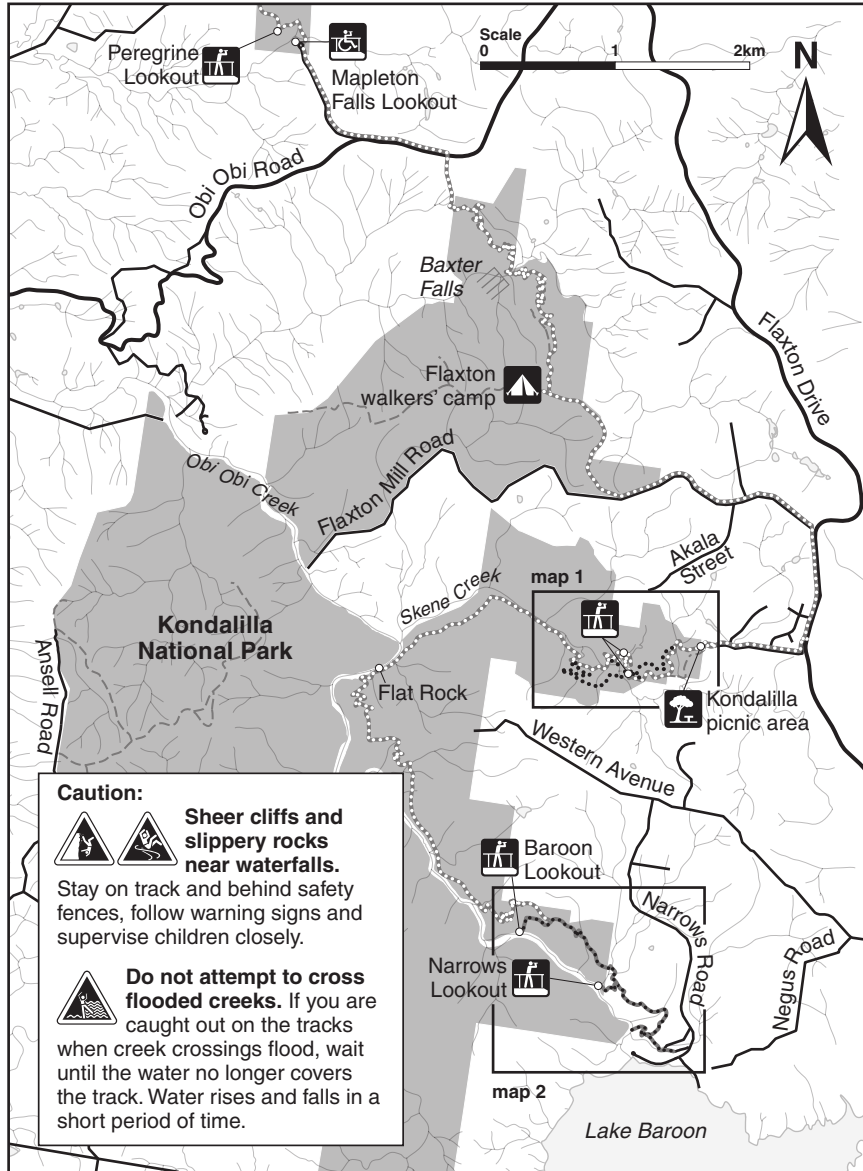 Peregrine
Lookout
Mapleton
Falls Lookout
Scale
0 1 2km
N
Obi Obi Road
Baxter
Falls
Flaxton Drive
Flaxton
walkers' camp
Obi Obi Creek
Flaxton Mill Road
Akala
Street
map 1
Skene Creek
Kondalilla
National Park
Ansell Road
Flat Rock
Kondalilla
picnic area
Western Avenue
Caution:
Sheer cliffs and
slippery rocks
near waterfalls.
Stay on track and behind safety
fences, follow warning signs and
supervise children closely.
Do not attempt to cross
flooded creeks. If you are
caught out on the tracks
when creek crossings flood, wait
until the water no longer covers
the track. Water rises and falls in a
short period of time.
Baroon
Lookout
Narrows Road
Negus Road
Narrows
Lookout
map 2
Lake Baroon